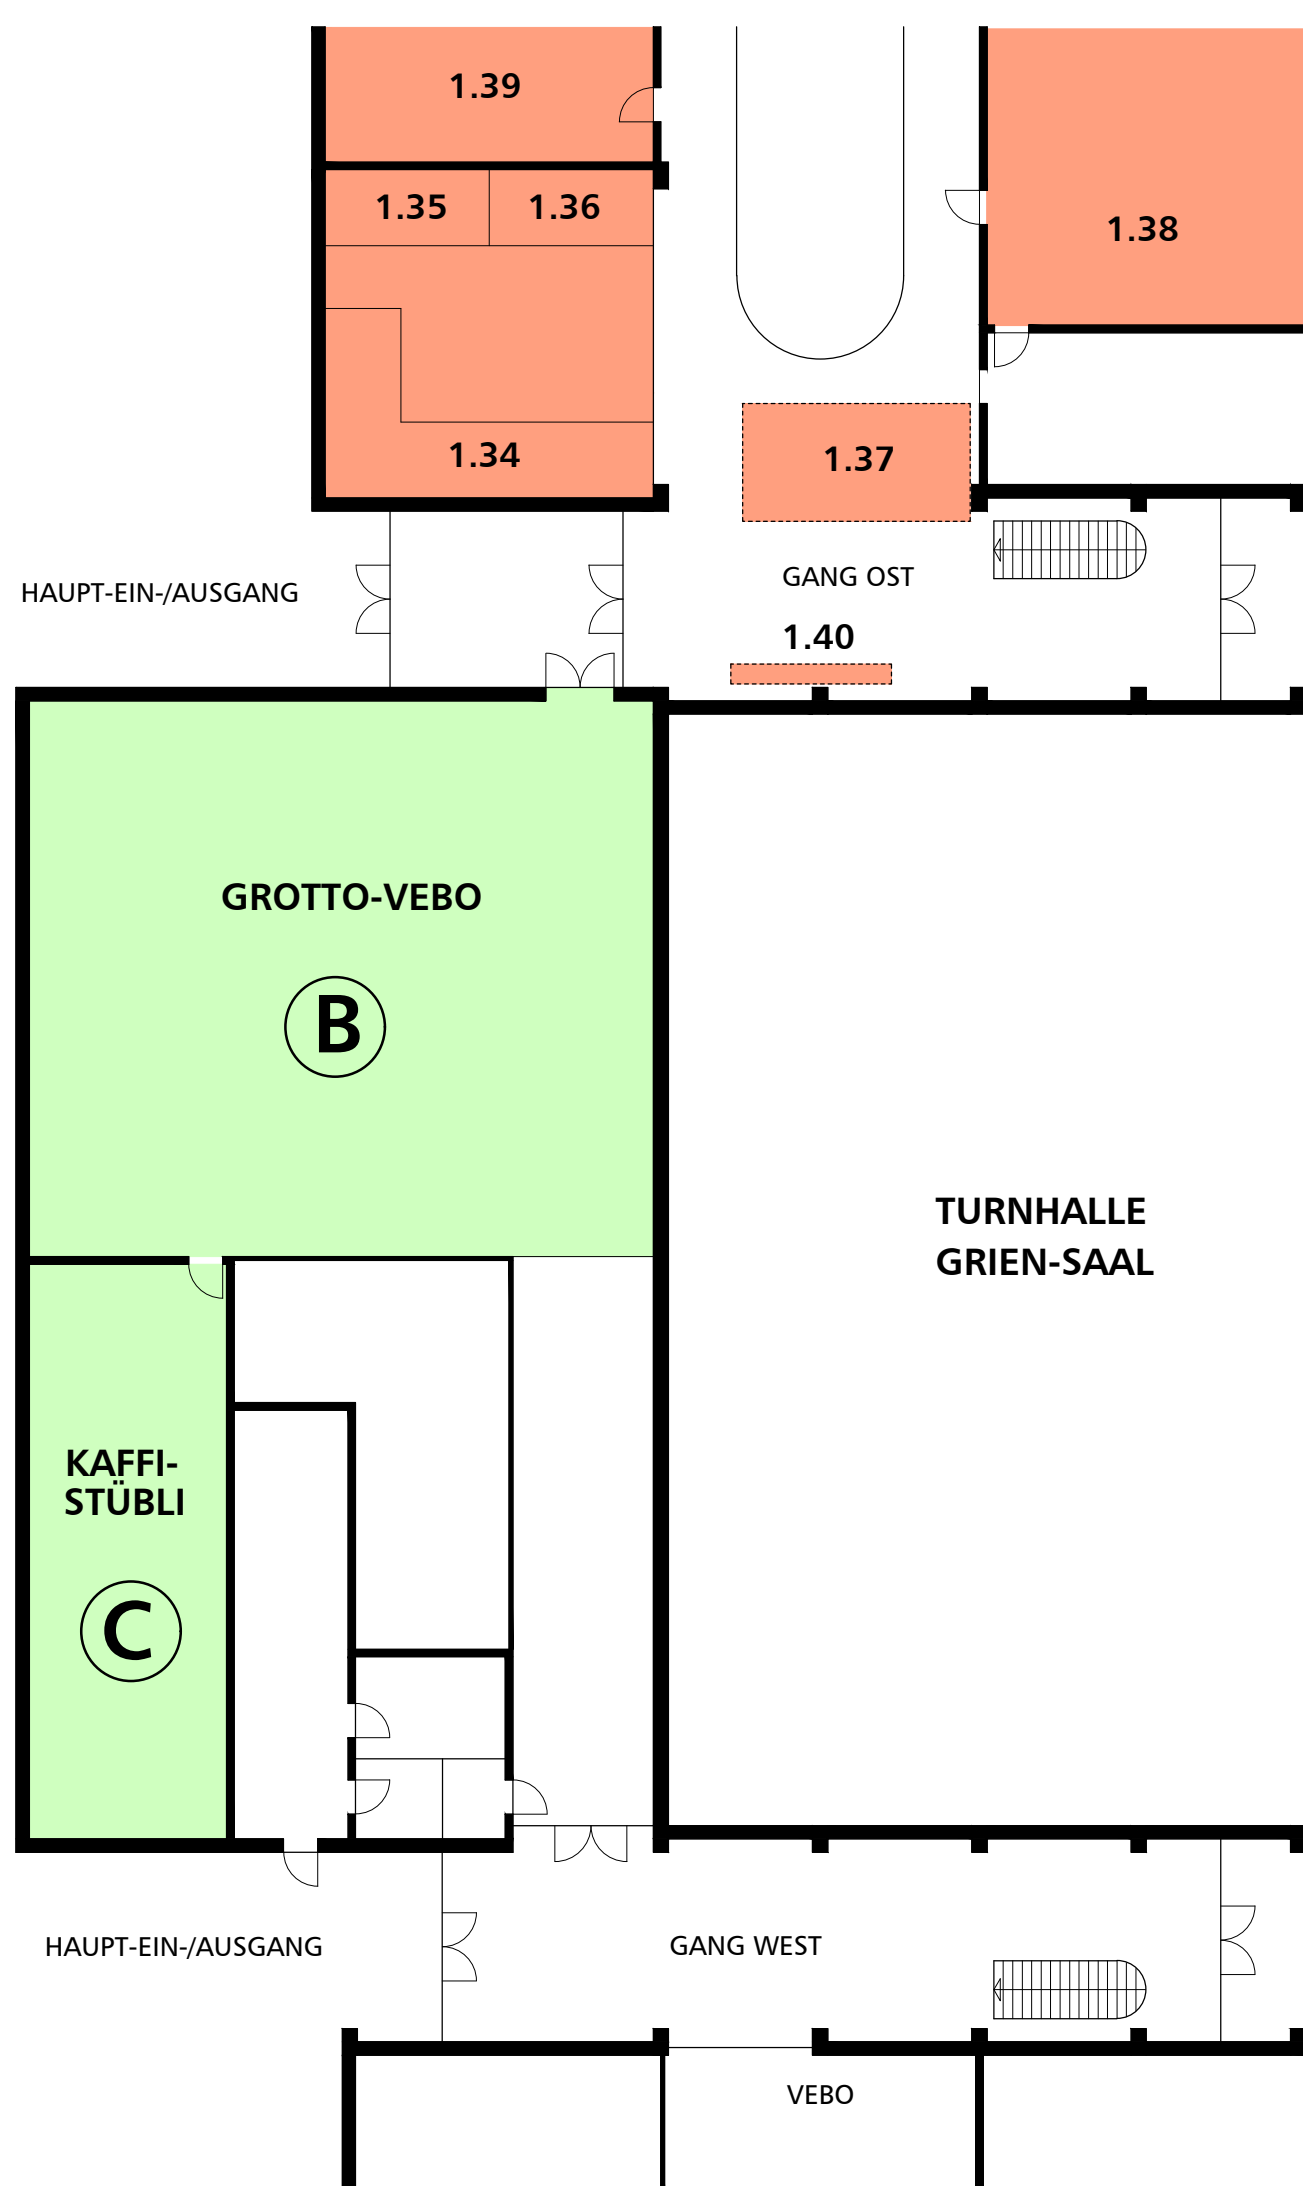 1.39
1.35
1.36
1.38
1.34
1.37
HAUPT-EIN-/AUSGANG
GANG OST
1.40
GROTTO-VEBO
B
TURNHALLE
GRIEN-SAAL
KAFFI-
STÜBLI
C
HAUPT-EIN-/AUSGANG
GANG WEST
VEBO